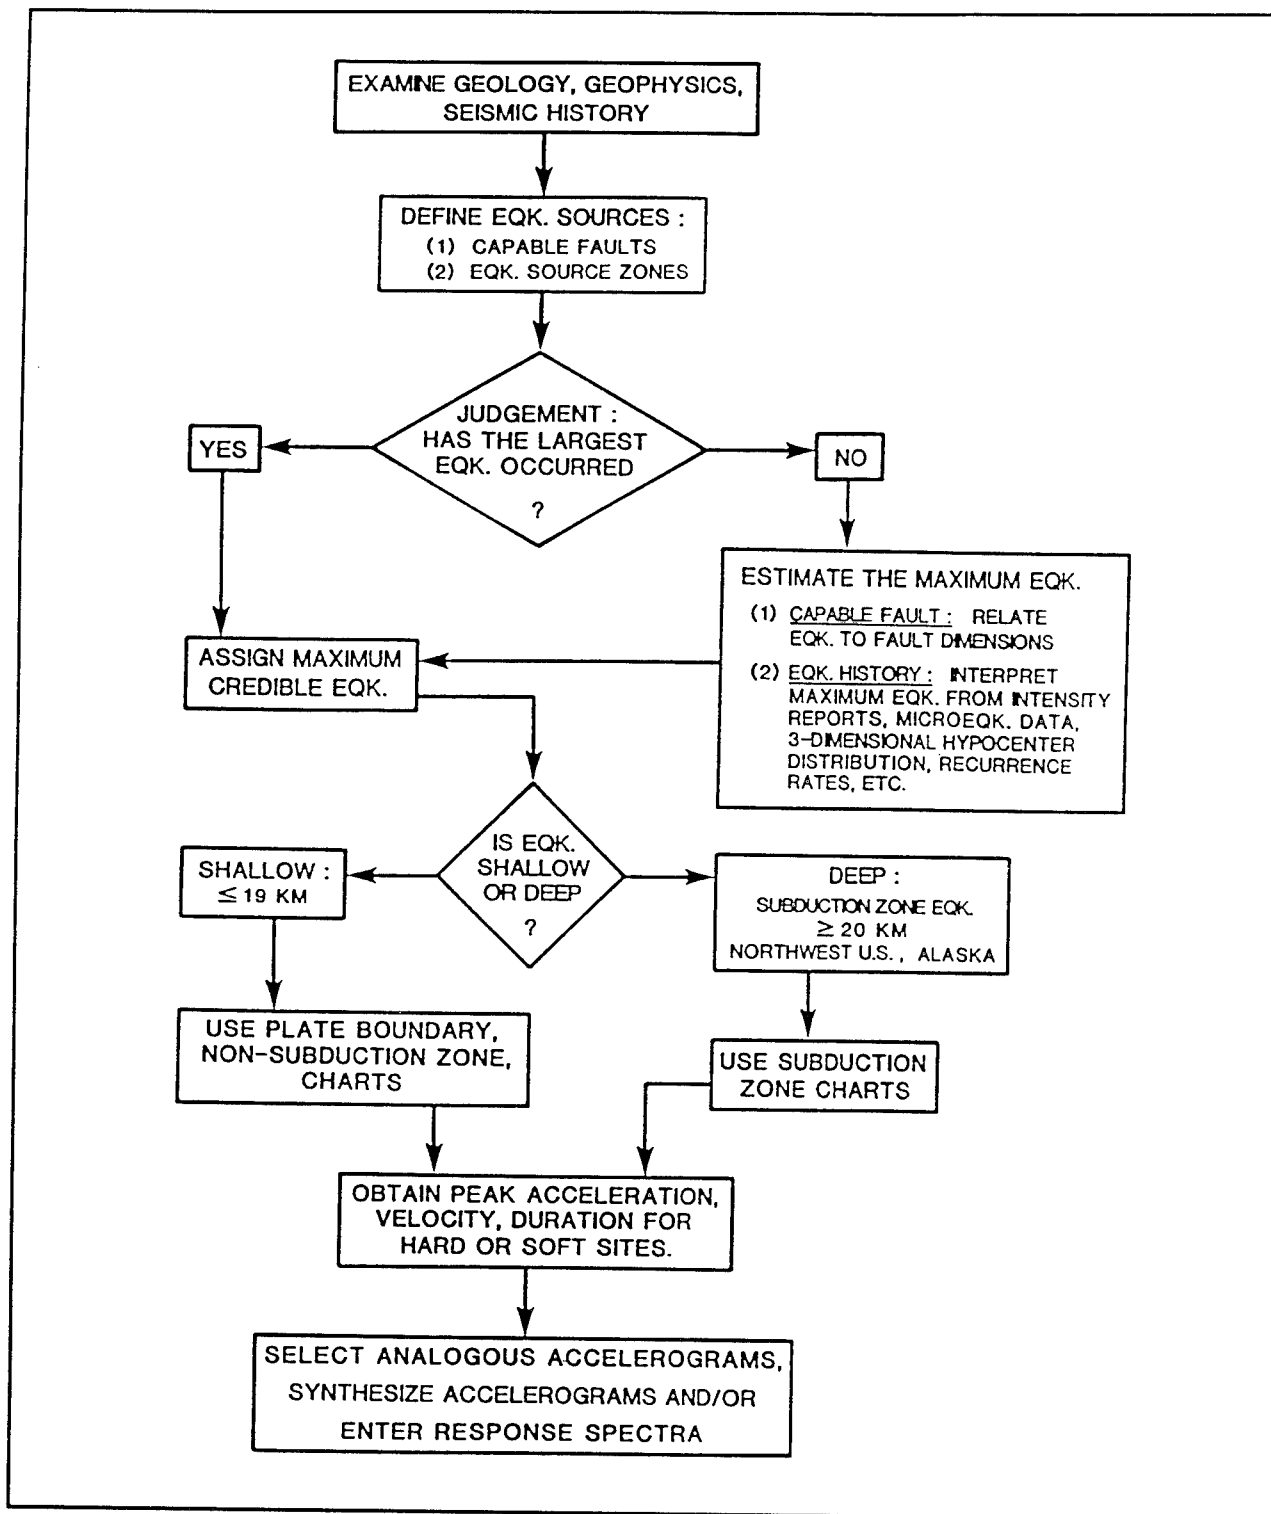 EXAMINE GEOLOGY, GEOPHYSICS,
SEISMIC HISTORY
DEFINE EQK. SOURCES :
(1) CAPABLE FAULTS
(2) EQK. SOURCE ZONES
JUDGEMENT :
HAS THE LARGEST
EQK. OCCURRED
?
YES
NO
ESTIMATE THE MAXIMUM EQK.
(1) CAPABLE FAULT : RELATE
EQK. TO FAULT DIMENSIONS
(2) EQK. HISTORY : INTERPRET
MAXIMUM EQK. FROM INTENSITY
REPORTS, MICROEQK. DATA,
3-DIMENSIONAL HYPOCENTER
DISTRIBUTION, RECURRENCE
RATES, ETC.
ASSIGN MAXIMUM
CREDIBLE EQK.
IS EQK.
SHALLOW
OR DEEP
?
SHALLOW :
≤ 19 KM
DEEP :
SUBDUCTION ZONE EQK.
≥ 20 KM
NORTHWEST U.S., ALASKA
USE PLATE BOUNDARY,
NON-SUBDUCTION ZONE,
CHARTS
USE SUBDUCTION
ZONE CHARTS
OBTAIN PEAK ACCELERATION,
VELOCITY, DURATION FOR
HARD OR SOFT SITES.
SELECT ANALOGOUS ACCELEROGRAMS,
SYNTHESIZE ACCELEROGRAMS AND/OR
ENTER RESPONSE SPECTRA